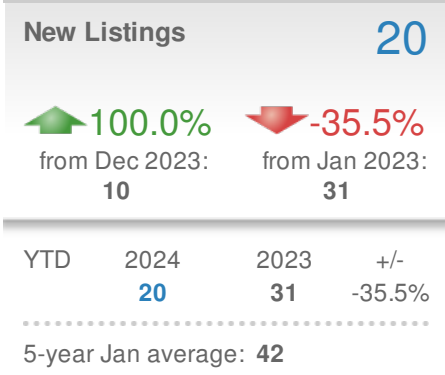 New Listings 20
100.0% -35.5%
from Dec 2023: from Jan 2023:
10 31
YTD 2024 2023 +/-
20 31 -35.5%
5-year Jan average: 42